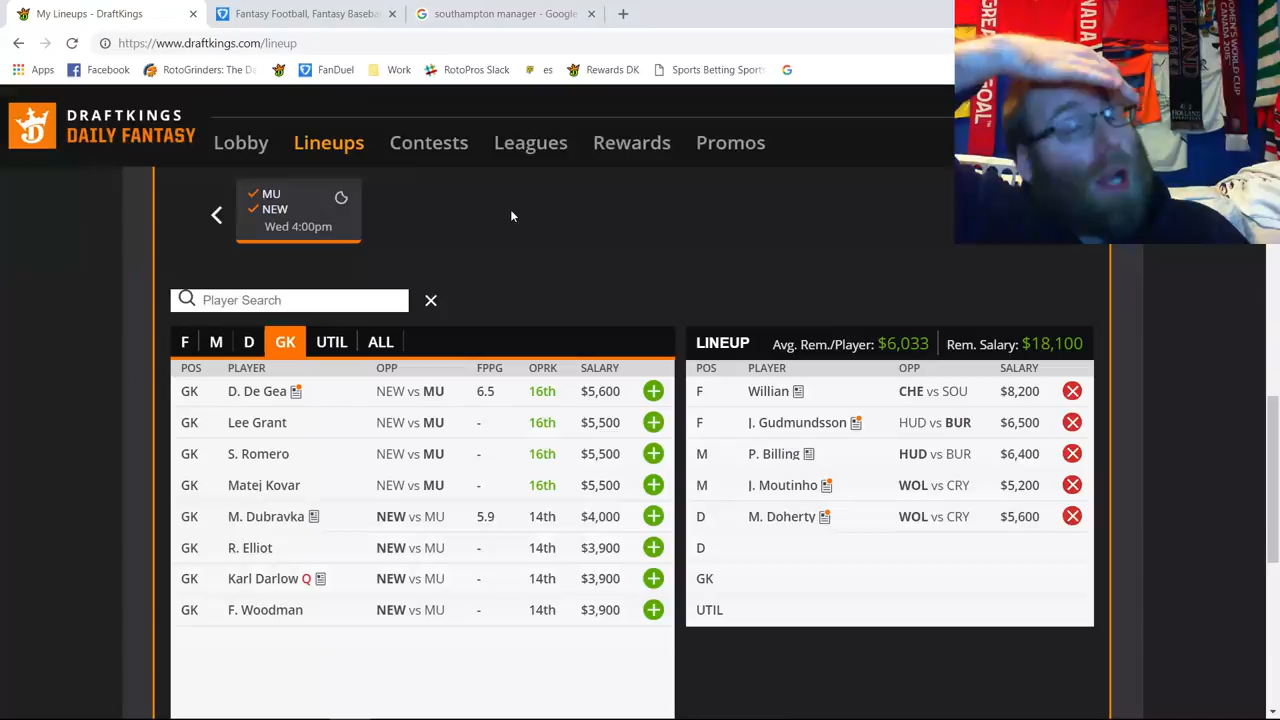 My Lineups - DraftKings
Fantasy Football, Fantasy Baseba
southampton manager - Google
https://www.draftkings.com/lineup
Apps
Facebook
RotoGrinders: The Da
FanDuel
Work
RotoPros Slack
es
Rewards DK
Sports Betting Sport
DRAFTKINGS
DAILY FANTASY
Lobby
Lineups
Contests
Leagues
Rewards
Promos
GREA
GOAL
CANADA
HOLLAND
WOMEN'S WORLD CUP
CANADA 2015
MU
NEW
Wed 4:00pm
Player Search
F M D GK UTIL ALL
POS PLAYER OPP FPPG OPRK SALARY
GK D. De Gea NEW vs MU 6.5 16th $5,600
GK Lee Grant NEW vs MU - 16th $5,500
GK S. Romero NEW vs MU - 16th $5,500
GK Matej Kovar NEW vs MU - 16th $5,500
GK M. Dubravka NEW vs MU 5.9 14th $4,000
GK R. Elliot NEW vs MU - 14th $3,900
GK Karl Darlow Q NEW vs MU - 14th $3,900
GK F. Woodman NEW vs MU - 14th $3,900
LINEUP Avg. Rem./Player: $6,033 Rem. Salary: $18,100
POS PLAYER OPP SALARY
F Willian CHE vs SOU $8,200
F J. Gudmundsson HUD vs BUR $6,500
M P. Billing HUD vs BUR $6,400
M J. Moutinho WOL vs CRY $5,200
D M. Doherty WOL vs CRY $5,600
D
GK
UTIL